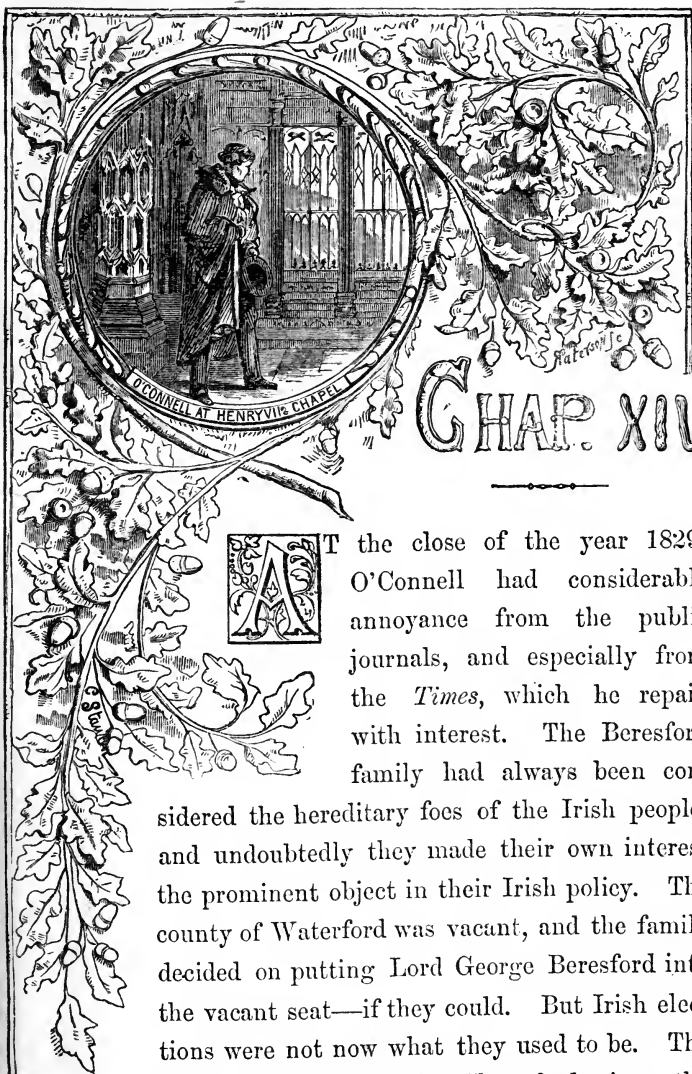 O'CONNELL AT HENRY VIITH CHAPEL
Paterson sc
CHAP. XIV
AT the close of the year 1829
O'Connell had considerabl
annoyance from the publi
journals, and especially from
the Times, which he repai
with interest. The Beresfor
family had always been con
sidered the hereditary foes of the Irish people
and undoubtedly they made their own interes
the prominent object in their Irish policy. Th
county of Waterford was vacant, and the famil
decided on putting Lord George Beresford int
the vacant seat—if they could. But Irish elec
tions were not now what they used to be. Th